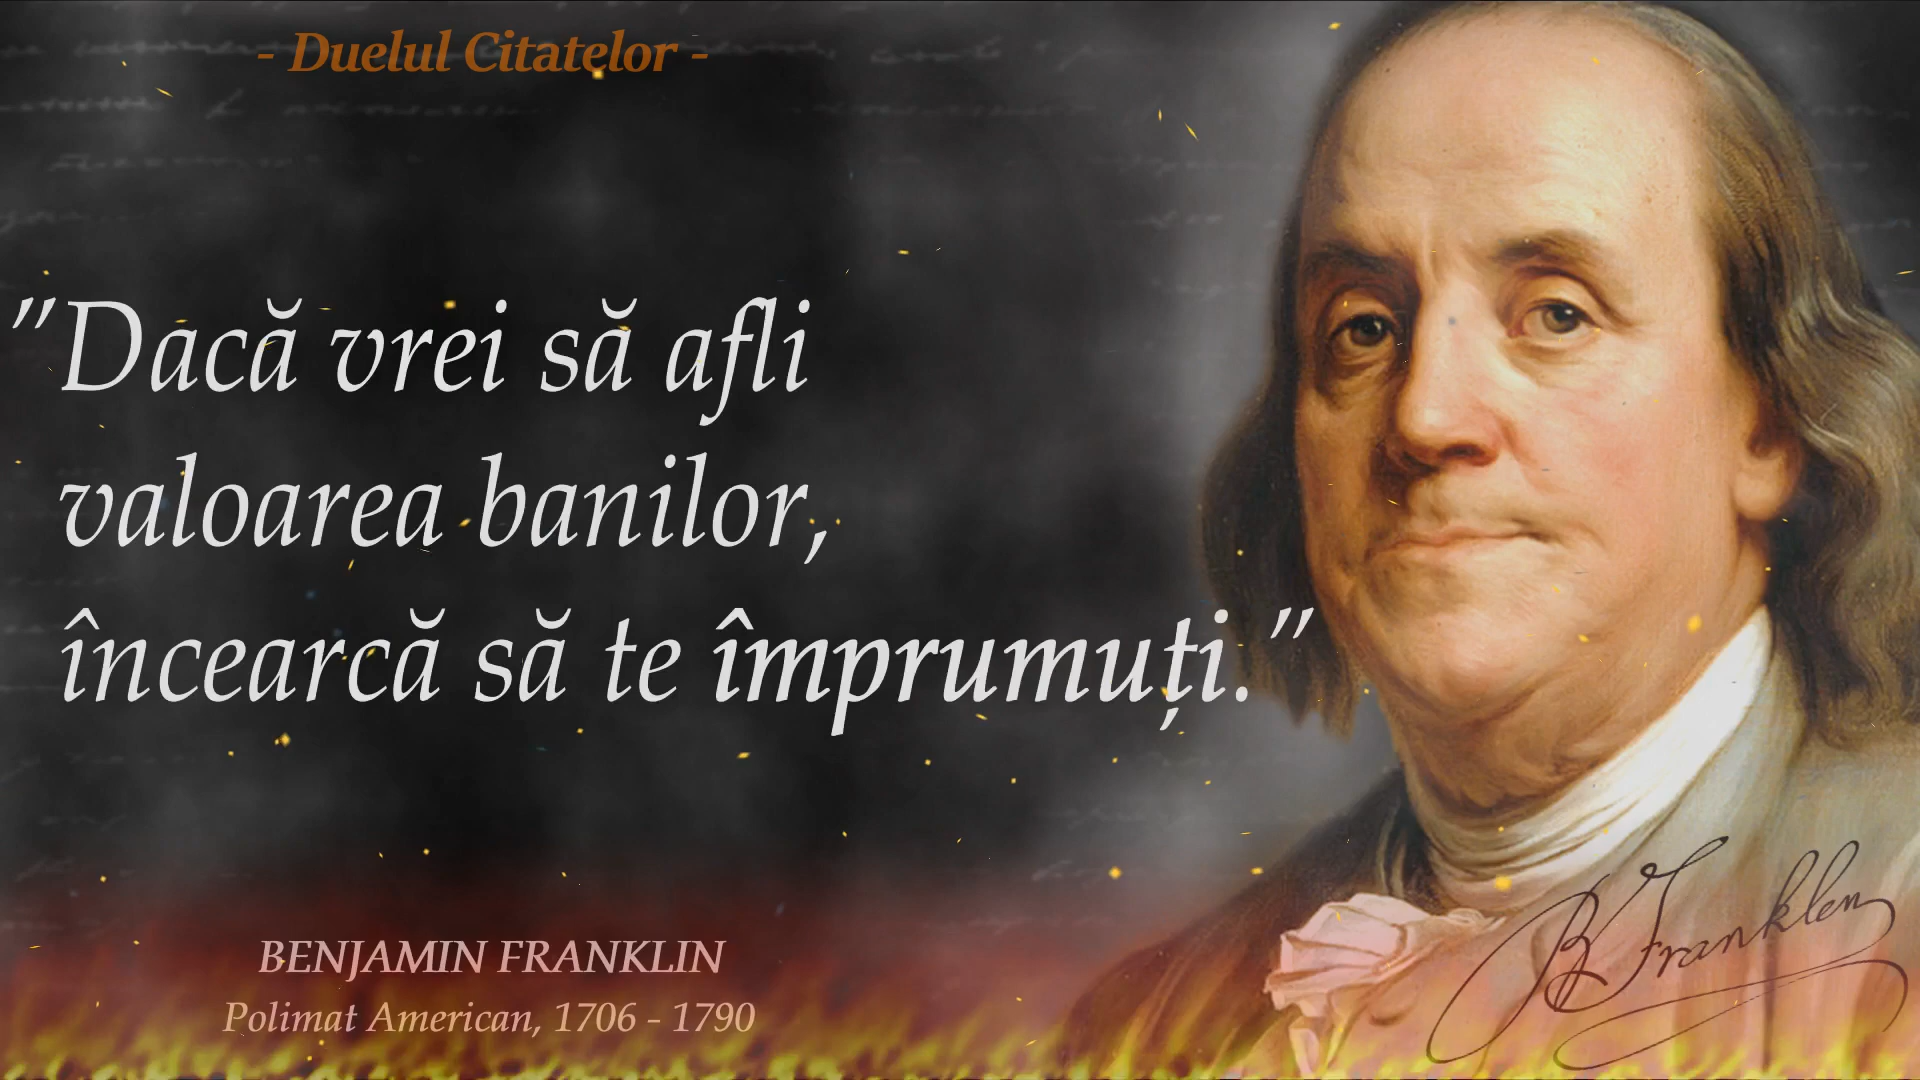 - Duelul Citatelor -
"Dacă vrei să afli
valoarea banilor,
încearcă să te împrumuți."
BENJAMIN FRANKLIN
Polimat American, 1706 - 1790
B Franklin